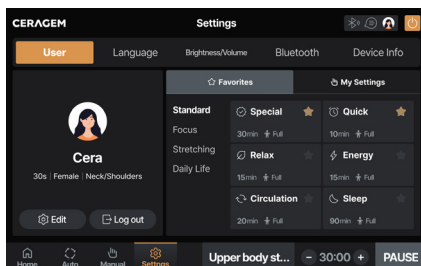 CERAGEM
Settings
User
Language
Brightness/Volume
Bluetooth
Device Info
Favorites
My Settings
Cera
30s | Female | Neck/Shoulders
Edit
Log out
Standard
Focus
Stretching
Daily Life
Special
30min Full
Quick
10min Full
Relax
15min Full
Energy
15min Full
Circulation
20min Full
Sleep
90min Full
Home
Auto
Manual
Settings
Upper body st...
− 30:00 +
PAUSE